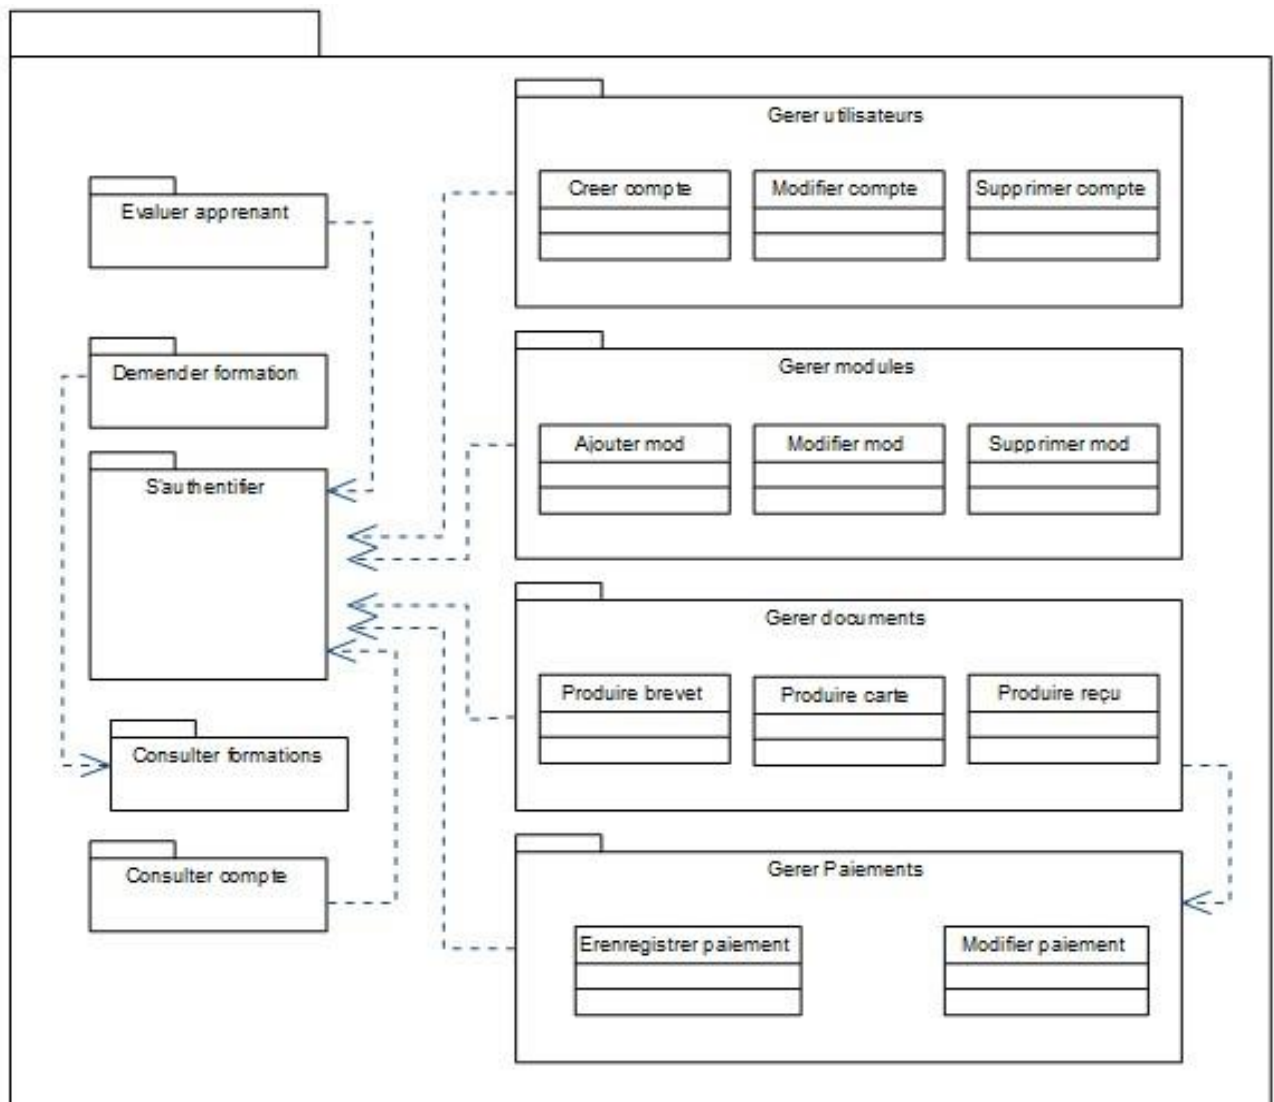 Gerer utilisateurs
Creer compte
Modifier compte
Supprimer compte
Evaluer apprenant
Demender formation
Gerer modules
Ajouter mod
Modifier mod
Supprimer mod
S'authentifier
Gerer documents
Produire brevet
Produire carte
Produire reçu
Consulter formations
Consulter compte
Gerer Paiements
Erenregistrer paiement
Modifier paiement